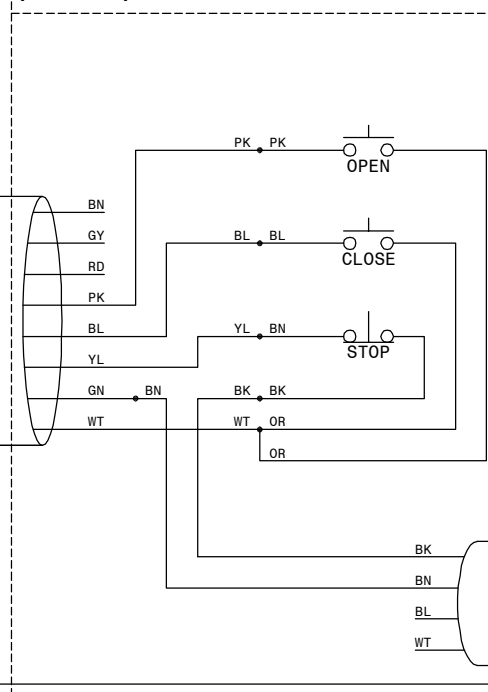 PK PK
OPEN
BN
GY
BL BL
CLOSE
RD
PK
BL
YL BN
STOP
YL
GN BN
BK BK
WT
WT OR
OR
BK
BN
BL
WT